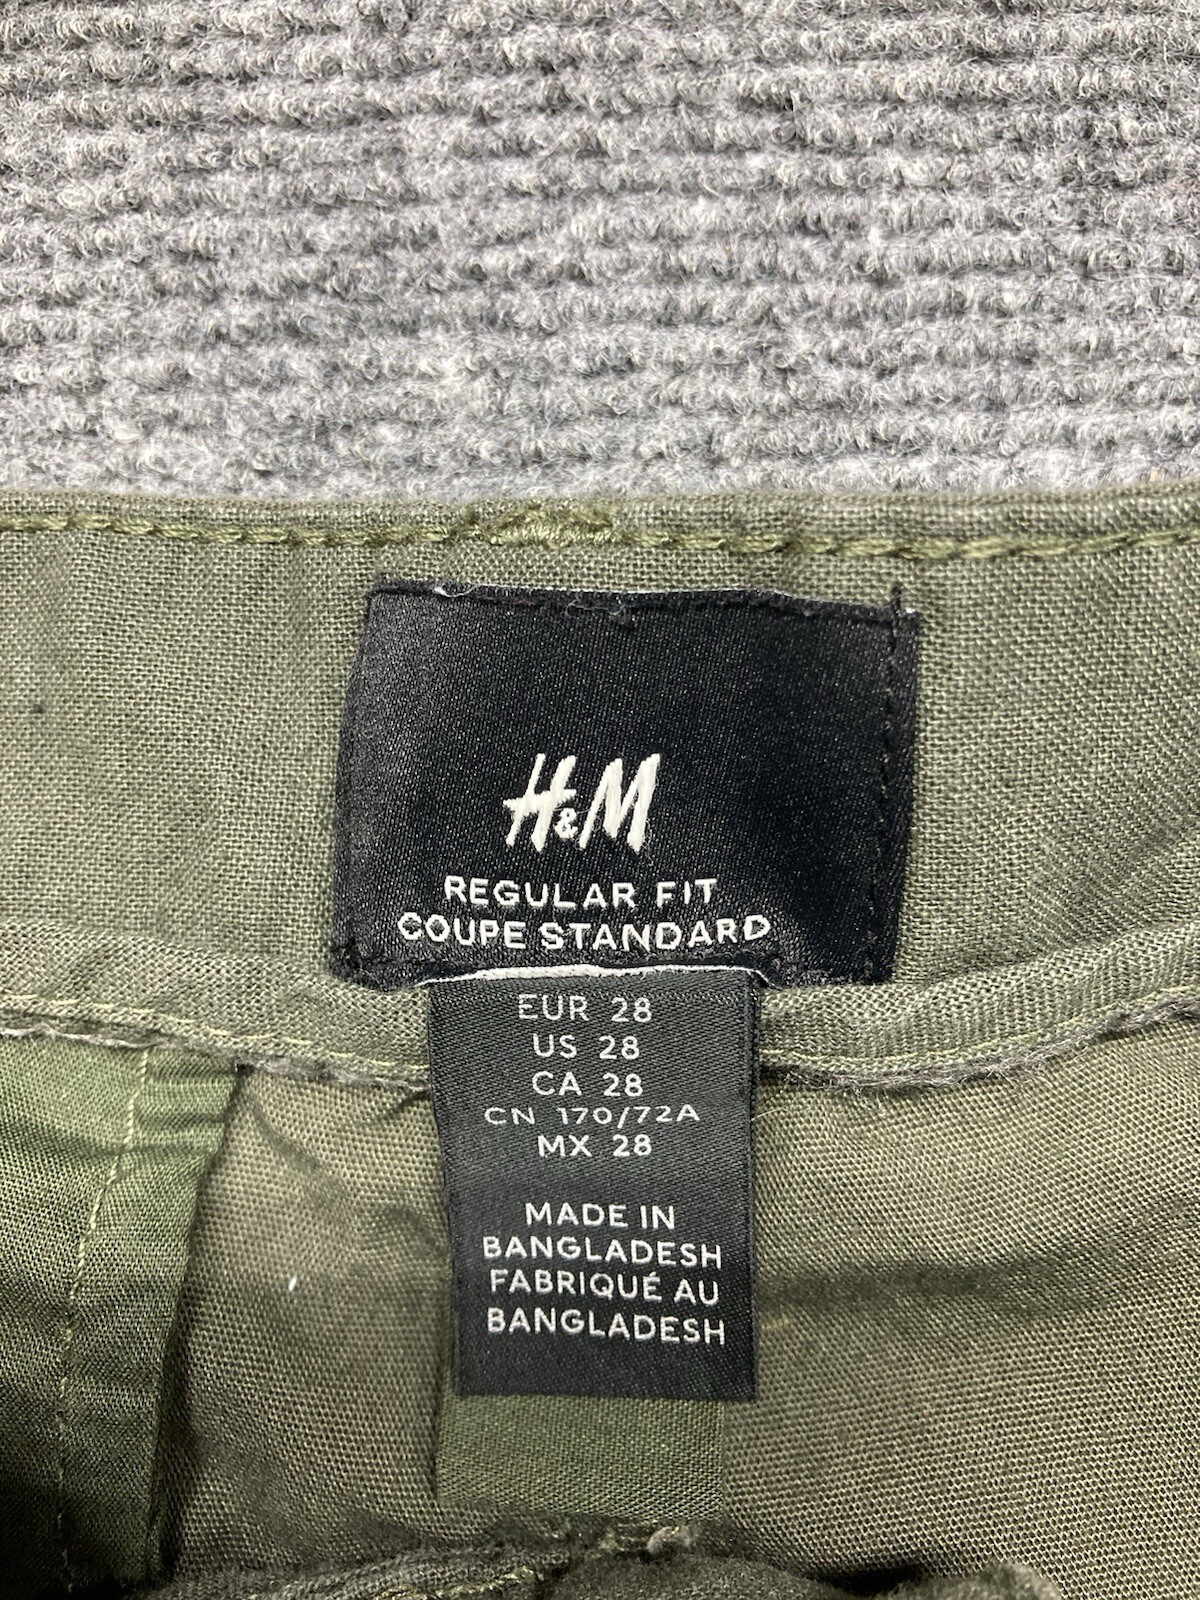 H&M
REGULAR FIT
COUPE STANDARD
EUR 28
US 28
CA 28
CN 170/72A
MX 28
MADE IN
BANGLADESH
FABRIQUÉ AU
BANGLADESH